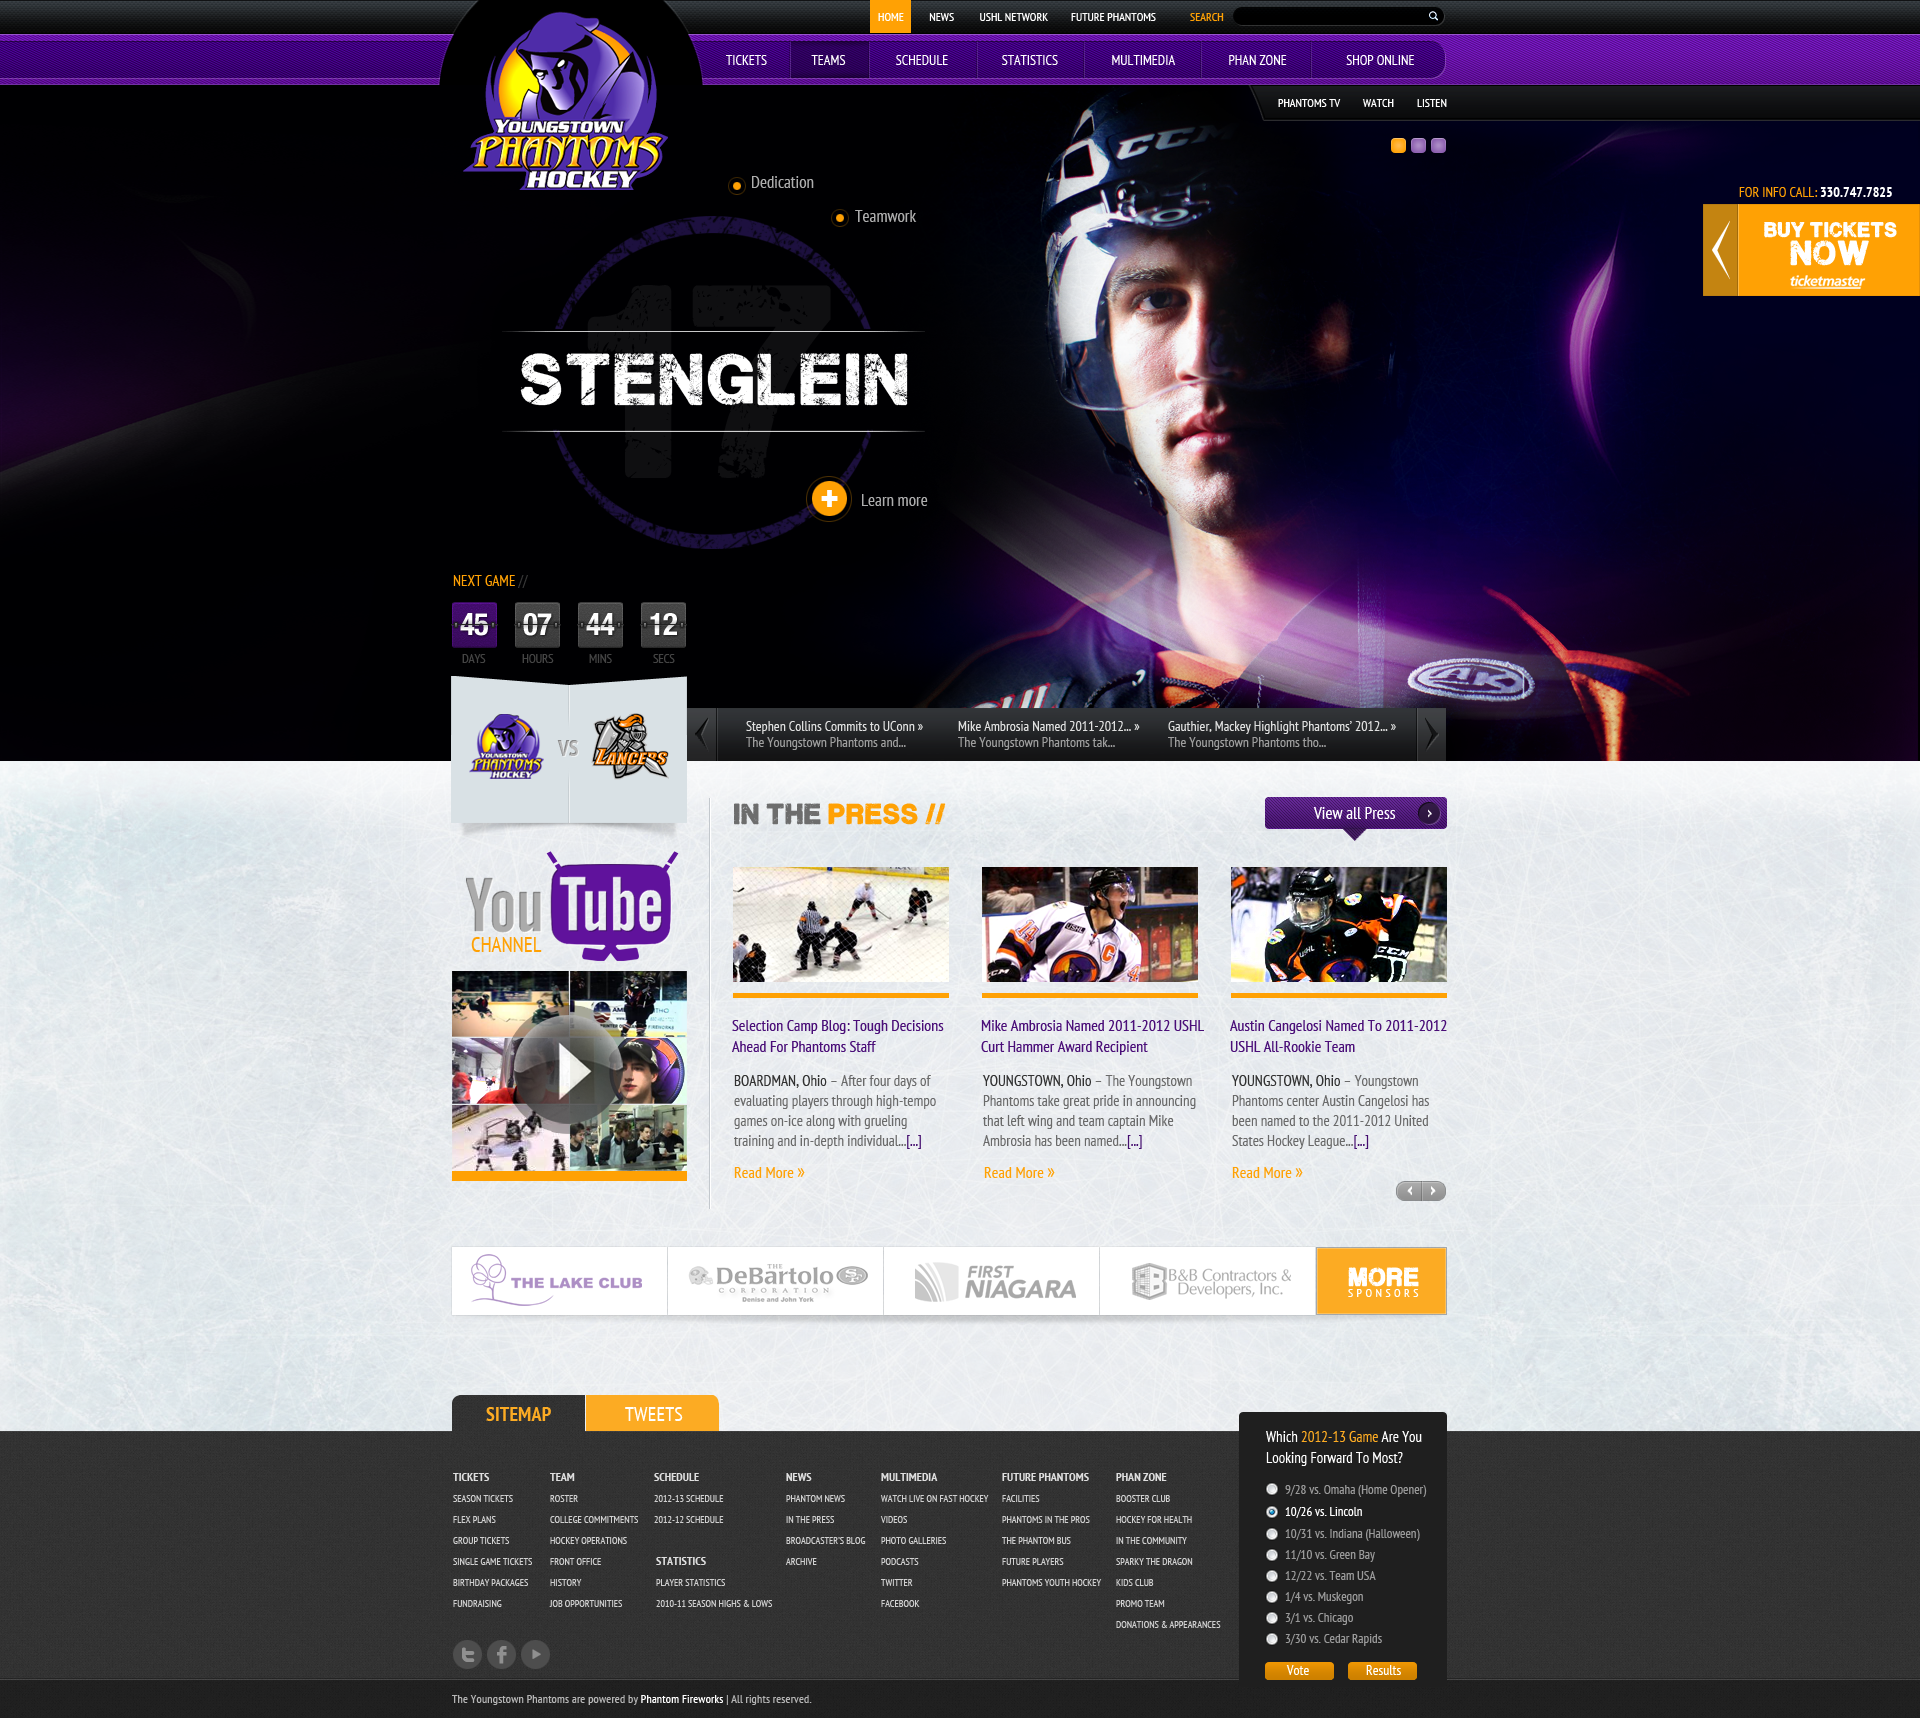 HOME NEWS USHL NETWORK FUTURE PHANTOMS SEARCH
TICKETS TEAMS SCHEDULE STATISTICS MULTIMEDIA PHAN ZONE SHOP ONLINE
PHANTOMS TV WATCH LISTEN
YOUNGSTOWN
PHANTOMS
HOCKEY
CCM
Dedication
Teamwork
FOR INFO CALL: 330.747.7825
BUY TICKETS
NOW
ticketmaster
17
STENGLEIN
Learn more
NEXT GAME //
45 07 44 12
DAYS HOURS MINS SECS
AK
YOUNGSTOWN
PHANTOMS
HOCKEY
VS
LANCERS
Stephen Collins Commits to UConn »
The Youngstown Phantoms and...
Mike Ambrosia Named 2011-2012... »
The Youngstown Phantoms tak...
Gauthier, Mackey Highlight Phantoms' 2012... »
The Youngstown Phantoms tho...
IN THE PRESS //
View all Press
You Tube
CHANNEL
Selection Camp Blog: Tough Decisions
Ahead For Phantoms Staff
BOARDMAN, Ohio – After four days of
evaluating players through high-tempo
games on-ice along with grueling
training and in-depth individual...[...]
Read More »
USHL
C
CCM
Mike Ambrosia Named 2011-2012 USHL
Curt Hammer Award Recipient
YOUNGSTOWN, Ohio – The Youngstown
Phantoms take great pride in announcing
that left wing and team captain Mike
Ambrosia has been named...[...]
Read More »
CCM
Austin Cangelosi Named To 2011-2012
USHL All-Rookie Team
YOUNGSTOWN, Ohio – Youngstown
Phantoms center Austin Cangelosi has
been named to the 2011-2012 United
States Hockey League...[...]
Read More »
THE LAKE CLUB
THE
DeBartolo
CORPORATION
Denise and John York
FIRST
NIAGARA
B&B Contractors &
Developers, Inc.
MORE
SPONSORS
SITEMAP TWEETS
TICKETS
SEASON TICKETS
FLEX PLANS
GROUP TICKETS
SINGLE GAME TICKETS
BIRTHDAY PACKAGES
FUNDRAISING
TEAM
ROSTER
COLLEGE COMMITMENTS
HOCKEY OPERATIONS
FRONT OFFICE
HISTORY
JOB OPPORTUNITIES
SCHEDULE
2012-13 SCHEDULE
2012-12 SCHEDULE
STATISTICS
PLAYER STATISTICS
2010-11 SEASON HIGHS & LOWS
NEWS
PHANTOM NEWS
IN THE PRESS
BROADCASTER'S BLOG
ARCHIVE
MULTIMEDIA
WATCH LIVE ON FAST HOCKEY
VIDEOS
PHOTO GALLERIES
PODCASTS
TWITTER
FACEBOOK
FUTURE PHANTOMS
FACILITIES
PHANTOMS IN THE PROS
THE PHANTOM BUS
FUTURE PLAYERS
PHANTOMS YOUTH HOCKEY
PHAN ZONE
BOOSTER CLUB
HOCKEY FOR HEALTH
IN THE COMMUNITY
SPARKY THE DRAGON
KIDS CLUB
PROMO TEAM
DONATIONS & APPEARANCES
Which 2012-13 Game Are You
Looking Forward To Most?
9/28 vs. Omaha (Home Opener)
10/26 vs. Lincoln
10/31 vs. Indiana (Halloween)
11/10 vs. Green Bay
12/22 vs. Team USA
1/4 vs. Muskegon
3/1 vs. Chicago
3/30 vs. Cedar Rapids
Vote Results
The Youngstown Phantoms are powered by Phantom Fireworks | All rights reserved.